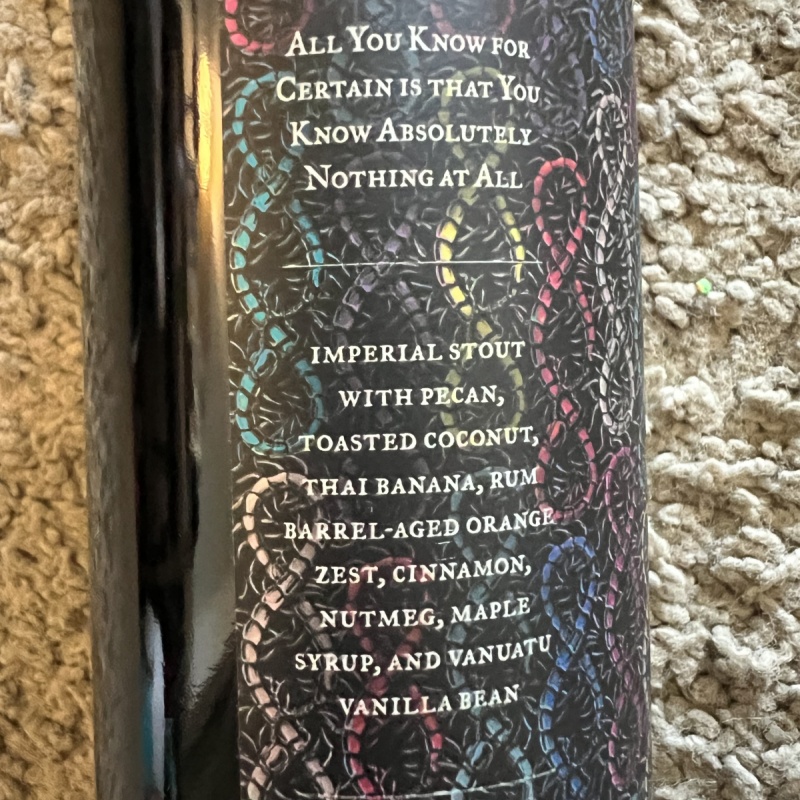 All You Know for
Certain is that You
Know Absolutely
Nothing at All
IMPERIAL STOUT
WITH PECAN,
TOASTED COCONUT,
THAI BANANA, RUM
BARREL-AGED ORANGE
ZEST, CINNAMON,
NUTMEG, MAPLE
SYRUP, AND VANUATU
VANILLA BEAN